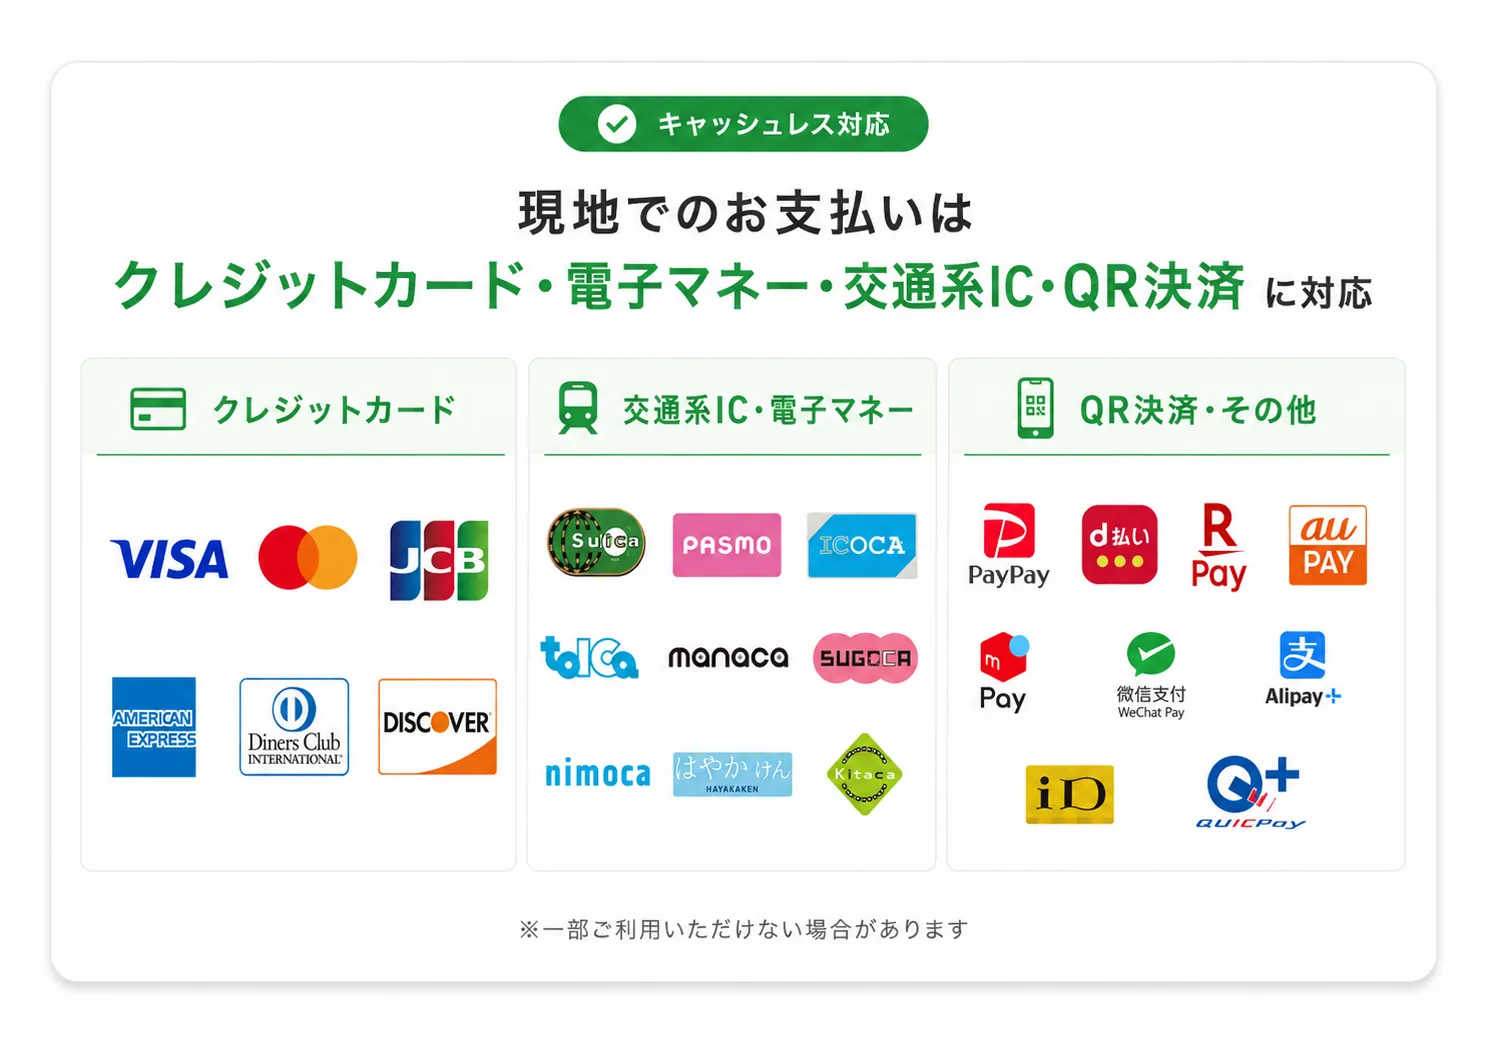 キャッシュレス対応
現地でのお支払いは
クレジットカード・電子マネー・交通系IC・QR決済 に対応
クレジットカード
VISA
JCB
AMERICAN
EXPRESS
Diners Club
INTERNATIONAL
DISCOVER
交通系IC・電子マネー
Suica
PASMO
ICOCA
toICa
manaca
SUGOCA
nimoca
はやかけん
HAYAKAKEN
Kitaca
QR決済・その他
PayPay
d払い
R
Pay
au
PAY
m
Pay
微信支付
WeChat Pay
支
Alipay+
iD
Q+
QUICPay
※一部ご利用いただけない場合があります